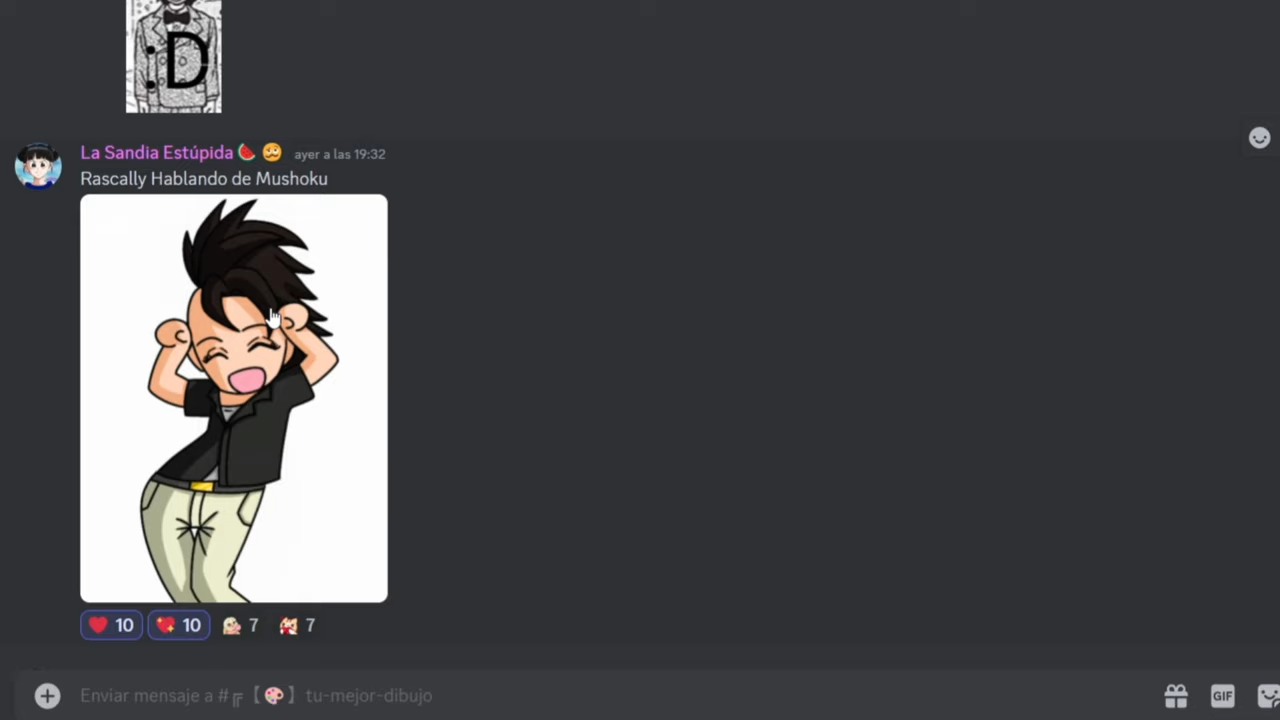 D
La Sandia Estúpida🍉🥴 ayer a las 19:32
Rascally Hablando de Mushoku
10 10 7 7
Enviar mensaje a #╔【🎨】tu-mejor-dibujo
GIF